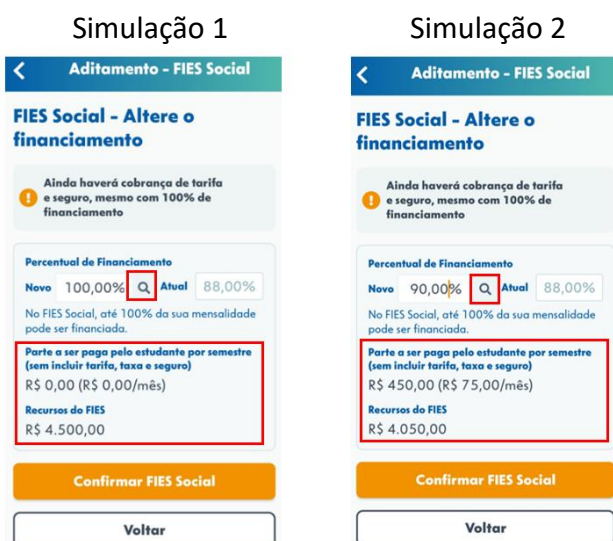 Simulação 1
Aditamento - FIES Social
FIES Social - Altere o
financiamento
Ainda haverá cobrança de tarifa
e seguro, mesmo com 100% de
financiamento
Percentual de Financiamento
Novo 100,00% Atual 88,00%
No FIES Social, até 100% da sua mensalidade
pode ser financiada.
Parte a ser paga pelo estudante por semestre
(sem incluir tarifa, taxa e seguro)
R$ 0,00 (R$ 0,00/mês)
Recursos do FIES
R$ 4.500,00
Confirmar FIES Social
Voltar
Simulação 2
Aditamento - FIES Social
FIES Social - Altere o
financiamento
Ainda haverá cobrança de tarifa
e seguro, mesmo com 100% de
financiamento
Percentual de Financiamento
Novo 90,00% Atual 88,00%
No FIES Social, até 100% da sua mensalidade
pode ser financiada.
Parte a ser paga pelo estudante por semestre
(sem incluir tarifa, taxa e seguro)
R$ 450,00 (R$ 75,00/mês)
Recursos do FIES
R$ 4.050,00
Confirmar FIES Social
Voltar